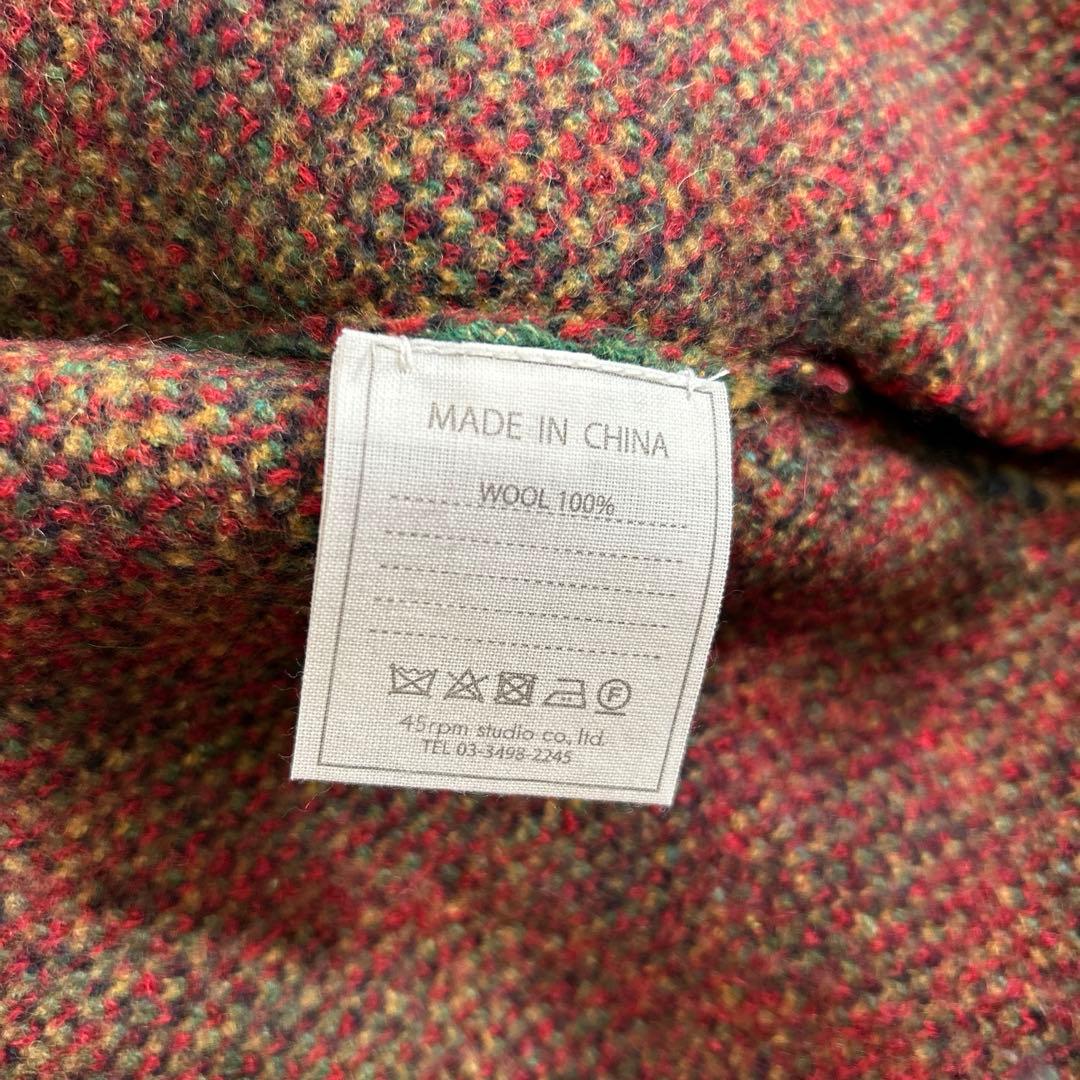 MADE IN CHINA
WOOL 100%
F
45rpm studio co., ltd.
TEL 03-3498-2245